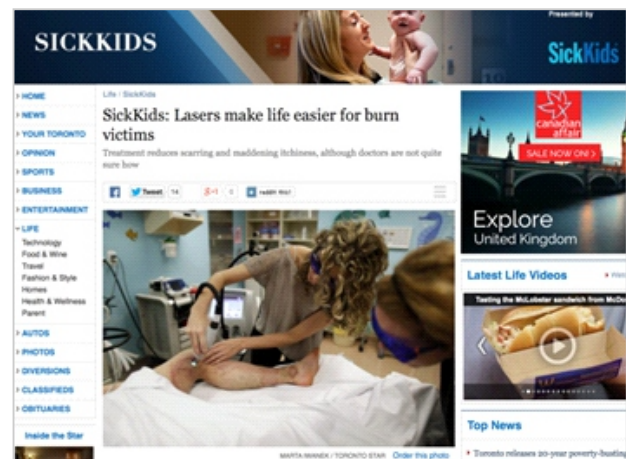 Presented by
SICKKIDS
SickKids
› HOME
› NEWS
› YOUR TORONTO
› OPINION
› SPORTS
› BUSINESS
› ENTERTAINMENT
LIFE
Technology
Food & Wine
Travel
Fashion & Style
Homes
Health & Wellness
Parent
› AUTOS
› PHOTOS
› DIVERSIONS
› CLASSIFIEDS
› OBITUARIES
Inside the Star
Life / SickKids
SickKids: Lasers make life easier for burn
victims
Treatment reduces scarring and maddening itchiness, although doctors are not quite
sure how
Tweet
+1 0
reddit this!
MARTA IWANEK / TORONTO STAR Order this photo
canadian
affair
SALE NOW ON! ›
Explore
United Kingdom
Latest Life Videos
Tasting the McLobster sandwich from McDo
Top News
Toronto releases 20-year poverty-busting